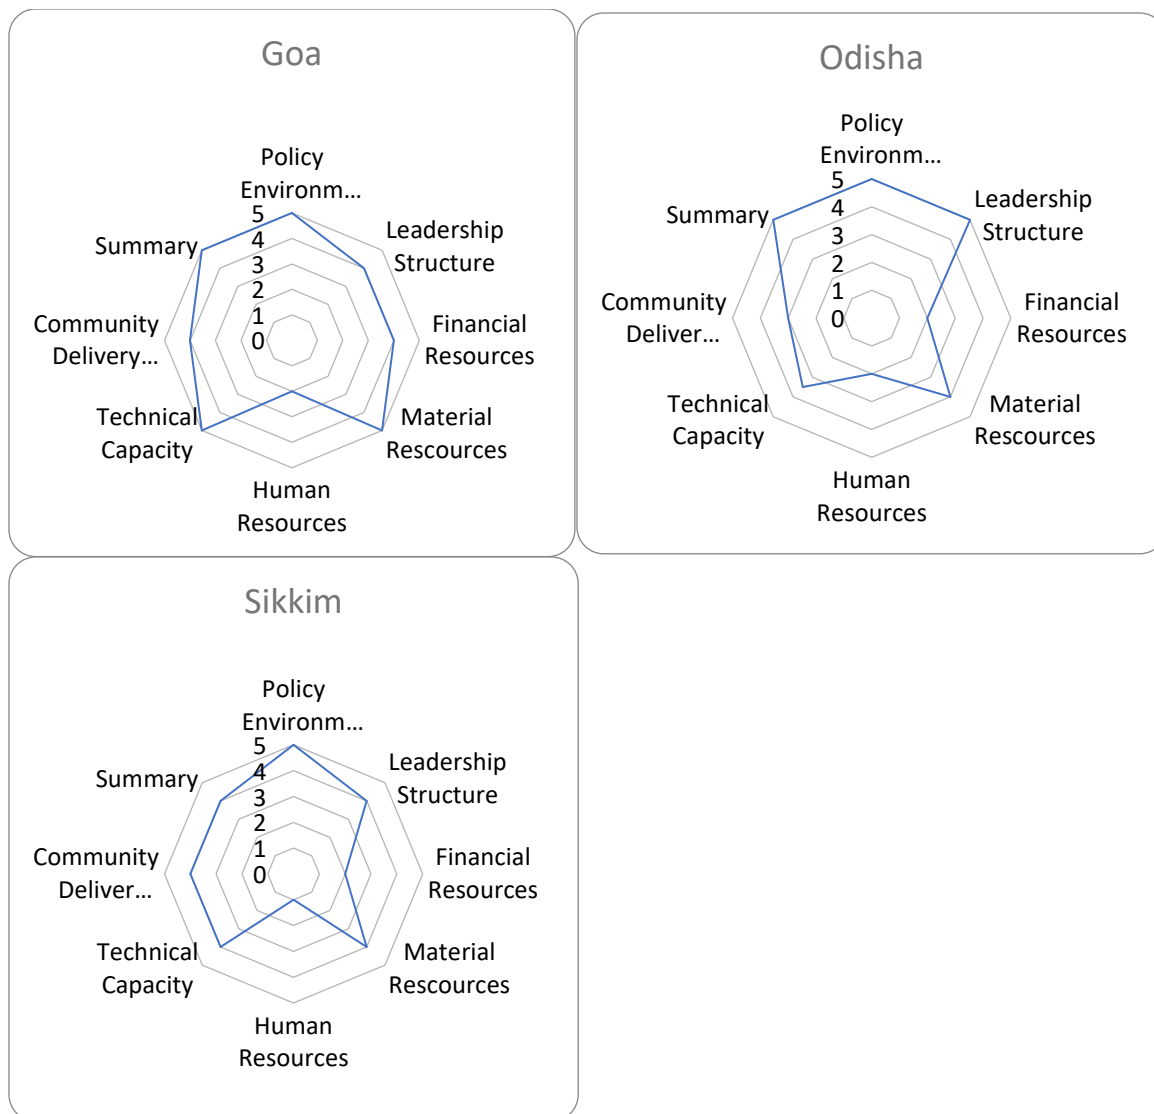 Goa
Policy
Environm...
5
4
3
2
1
0
Leadership
Structure
Financial
Resources
Material
Rescources
Human
Resources
Technical
Capacity
Community
Delivery...
Summary
Odisha
Policy
Environm...
5
4
3
2
1
0
Leadership
Structure
Financial
Resources
Material
Rescources
Human
Resources
Technical
Capacity
Community
Deliver...
Summary
Sikkim
Policy
Environm...
5
4
3
2
1
0
Leadership
Structure
Financial
Resources
Material
Rescources
Human
Resources
Technical
Capacity
Community
Deliver...
Summary